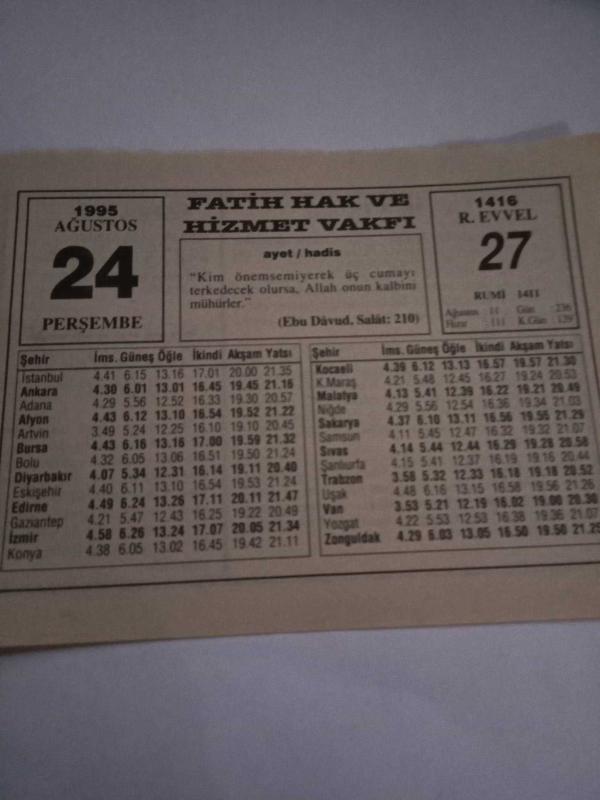 1995
AĞUSTOS
24
PERŞEMBE
FATİH HAK VE
HİZMET VAKFI
ayet / hadis
“Kim önemsemiyerek üç cumayı
terkedecek olursa, Allah onun kalbini
mühürler.”
(Ebu Dâvud, Salât: 210)
1416
R. EVVEL
27
RUMİ 1411
Ağustos : 11 Gün : 236
Hızır : 111 K.Gün : 129
Şehir İms. Güneş Öğle İkindi Akşam Yatsı
İstanbul 4.41 6.15 13.16 17.01 20.00 21.35
Ankara 4.30 6.01 13.01 16.45 19.45 21.16
Adana 4.29 5.56 12.52 16.33 19.30 20.57
Afyon 4.43 6.12 13.10 16.54 19.52 21.22
Artvin 3.49 5.24 12.25 16.10 19.10 20.45
Bursa 4.43 6.16 13.16 17.00 19.59 21.32
Bolu 4.32 6.05 13.06 16.51 19.50 21.24
Diyarbakır 4.07 5.34 12.31 16.14 19.11 20.40
Eskişehir 4.40 6.11 13.10 16.54 19.53 21.24
Edirne 4.49 6.24 13.26 17.11 20.11 21.47
Gaziantep 4.21 5.47 12.43 16.25 19.22 20.49
İzmir 4.58 6.26 13.24 17.07 20.05 21.34
Konya 4.38 6.05 13.02 16.45 19.42 21.11
Şehir İms. Güneş Öğle İkindi Akşam Yatsı
Kocaeli 4.39 6.12 13.13 16.57 19.57 21.30
K.Maraş 4.21 5.48 12.45 16.27 19.24 20.53
Malatya 4.13 5.41 12.39 16.22 19.21 20.49
Niğde 4.29 5.56 12.54 16.36 19.34 21.03
Sakarya 4.37 6.10 13.11 16.56 19.55 21.29
Samsun 4.11 5.45 12.47 16.32 19.32 21.07
Sıvas 4.14 5.44 12.44 16.29 19.28 20.58
Şanlıurfa 4.15 5.41 12.37 16.19 19.16 20.44
Trabzon 3.58 5.32 12.33 16.18 19.18 20.52
Uşak 4.48 6.16 13.15 16.58 19.56 21.26
Van 3.53 5.21 12.19 16.02 19.00 20.30
Yozgat 4.22 5.53 12.53 16.38 19.36 21.07
Zonguldak 4.29 6.03 13.05 16.50 19.50 21.25